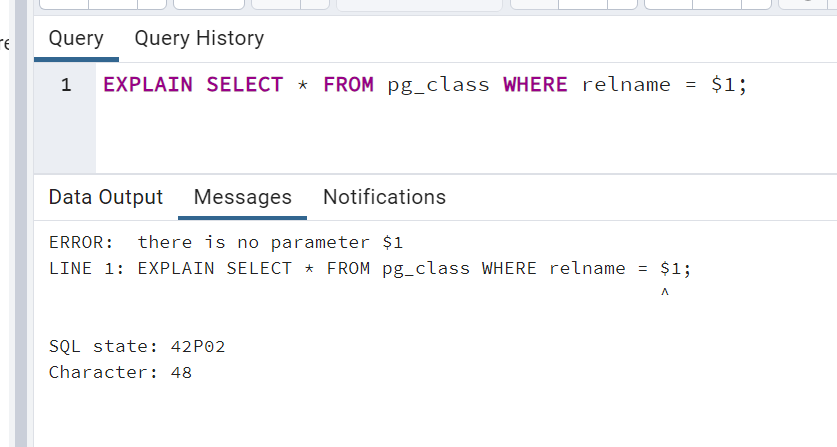 re
Query Query History
1 EXPLAIN SELECT * FROM pg_class WHERE relname = $1;
Data Output Messages Notifications
ERROR:  there is no parameter $1
LINE 1: EXPLAIN SELECT * FROM pg_class WHERE relname = $1;
^
SQL state: 42P02
Character: 48